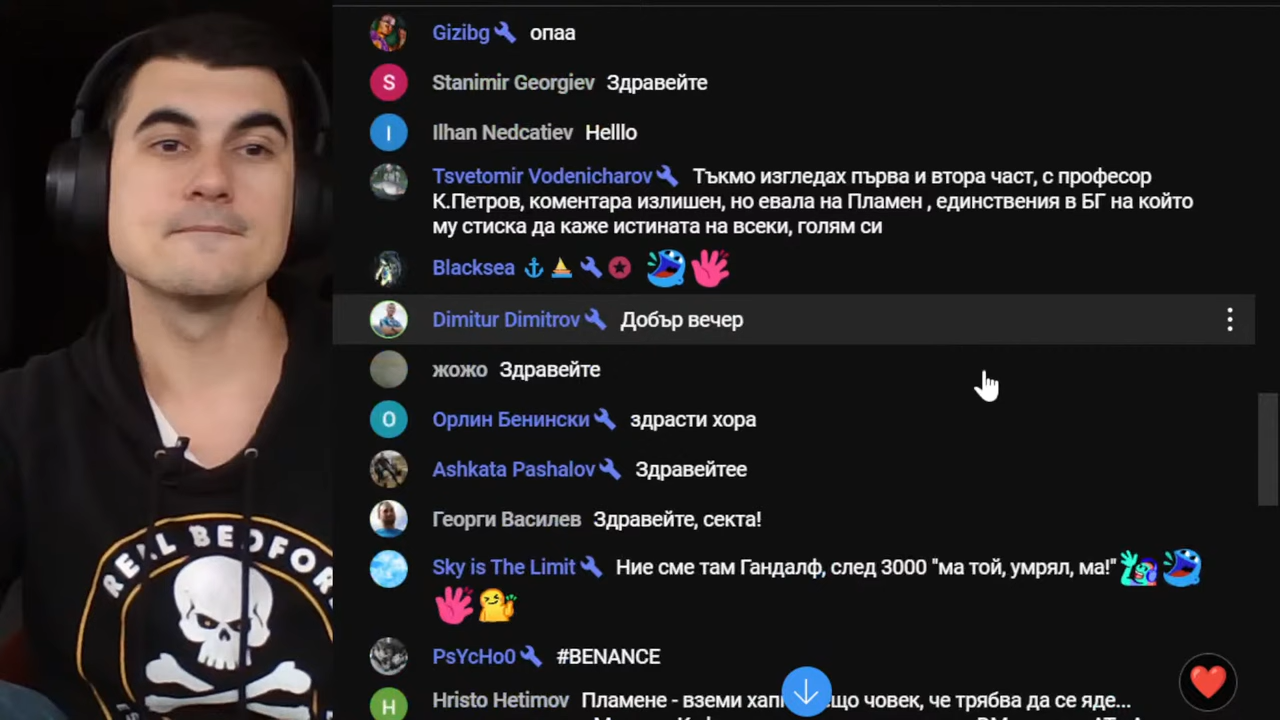 Gizibg опаа
Stanimir Georgiev Здравейте
Ilhan Nedcatiev Helllo
Tsvetomir Vodenicharov Тъкмо изгледах първа и втора част, с професор
К.Петров, коментара излишен, но евала на Пламен , единствения в БГ на който
му стиска да каже истината на всеки, голям си
Blacksea
Dimitur Dimitrov Добър вечер
жожо Здравейте
О Орлин Бенински здрасти хора
Ashkata Pashalov Здравейтее
Георги Василев Здравейте, секта!
Sky is The Limit Ние сме там Гандалф, след 3000 "ма той, умрял, ма!"
PsYcHo0 #BENANCE
H Hristo Hetimov Пламене - вземи човек, че трябва да се яде...
S
I
REAL BEDFOR